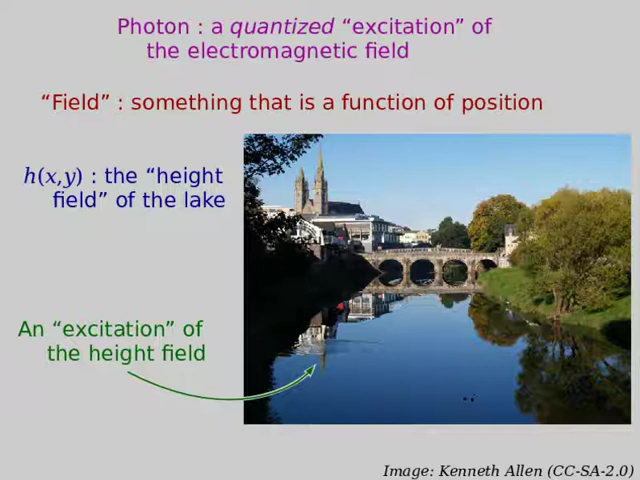 Photon : a quantized “excitation” of
the electromagnetic field
“Field” : something that is a function of position
h(x,y) : the “height
field” of the lake
An “excitation” of
the height field
Image: Kenneth Allen (CC-SA-2.0)